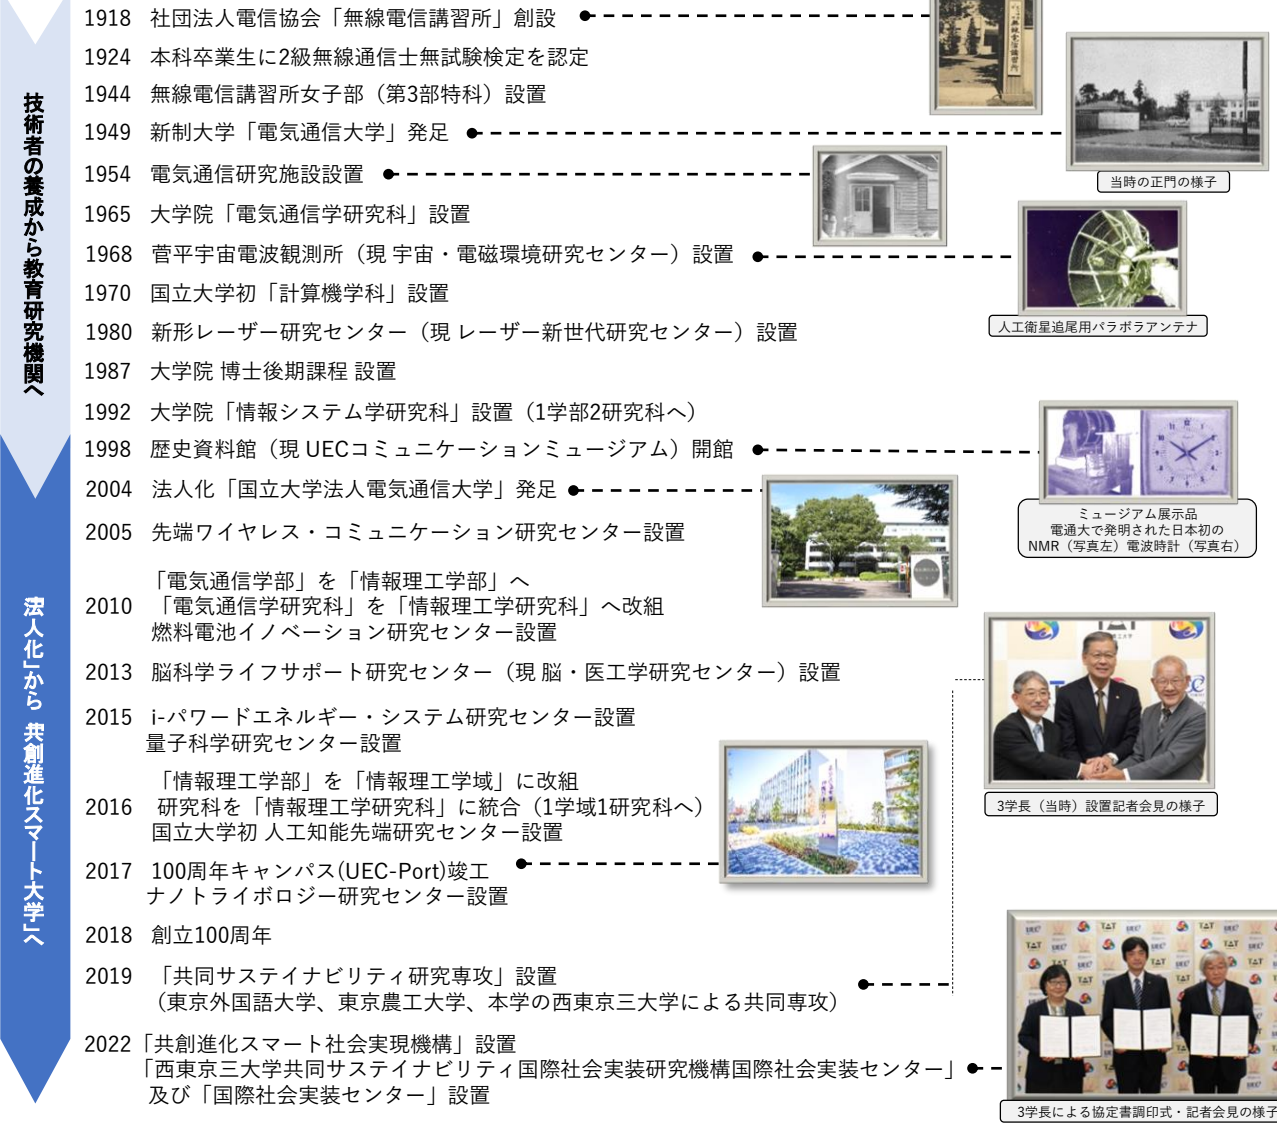 技術者の養成から教育研究機関へ
「法人化」から 「共創進化スマート大学」へ
1918 社団法人電信協会「無線電信講習所」創設
1924 本科卒業生に2級無線通信士無試験検定を認定
1944 無線電信講習所女子部（第3部特科）設置
1949 新制大学「電気通信大学」発足
1954 電気通信研究施設設置
1965 大学院「電気通信学研究科」設置
1968 菅平宇宙電波観測所（現 宇宙・電磁環境研究センター）設置
1970 国立大学初「計算機学科」設置
1980 新形レーザー研究センター（現 レーザー新世代研究センター）設置
1987 大学院 博士後期課程 設置
1992 大学院「情報システム学研究科」設置（1学部2研究科へ）
1998 歴史資料館（現 UECコミュニケーションミュージアム）開館
2004 法人化「国立大学法人電気通信大学」発足
2005 先端ワイヤレス・コミュニケーション研究センター設置
「電気通信学部」を「情報理工学部」へ
2010 「電気通信学研究科」を「情報理工学研究科」へ改組
燃料電池イノベーション研究センター設置
2013 脳科学ライフサポート研究センター（現 脳・医工学研究センター）設置
2015 i-パワードエネルギー・システム研究センター設置
量子科学研究センター設置
「情報理工学部」を「情報理工学域」に改組
2016 研究科を「情報理工学研究科」に統合（1学域1研究科へ）
国立大学初 人工知能先端研究センター設置
2017 100周年キャンパス(UEC-Port)竣工
ナノトライボロジー研究センター設置
2018 創立100周年
2019 「共同サステイナビリティ研究専攻」設置
（東京外国語大学、東京農工大学、本学の西東京三大学による共同専攻）
2022「共創進化スマート社会実現機構」設置
「西東京三大学共同サステイナビリティ国際社会実装研究機構国際社会実装センター」
及び「国際社会実装センター」設置
無線電信講習所
当時の正門の様子
人工衛星追尾用パラボラアンテナ
ミュージアム展示品
電通大で発明された日本初の
NMR（写真左）電波時計（写真右）
3学長（当時）設置記者会見の様子
3学長による協定書調印式・記者会見の様子